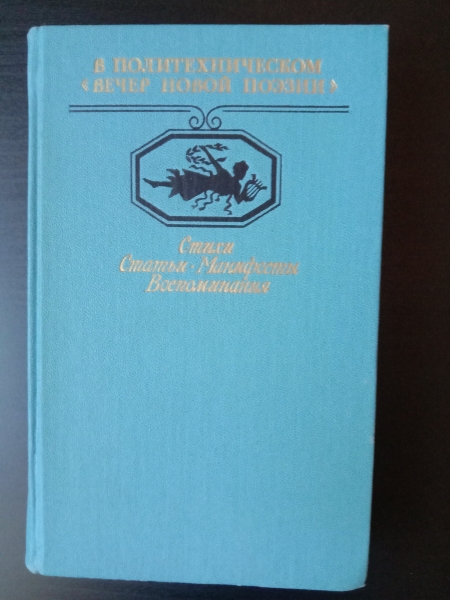 В ПОЛИТЕХНИЧЕСКОМ
«ВЕЧЕР НОВОЙ ПОЭЗИИ»
Стихи
Статьи · Манифесты
Воспоминания